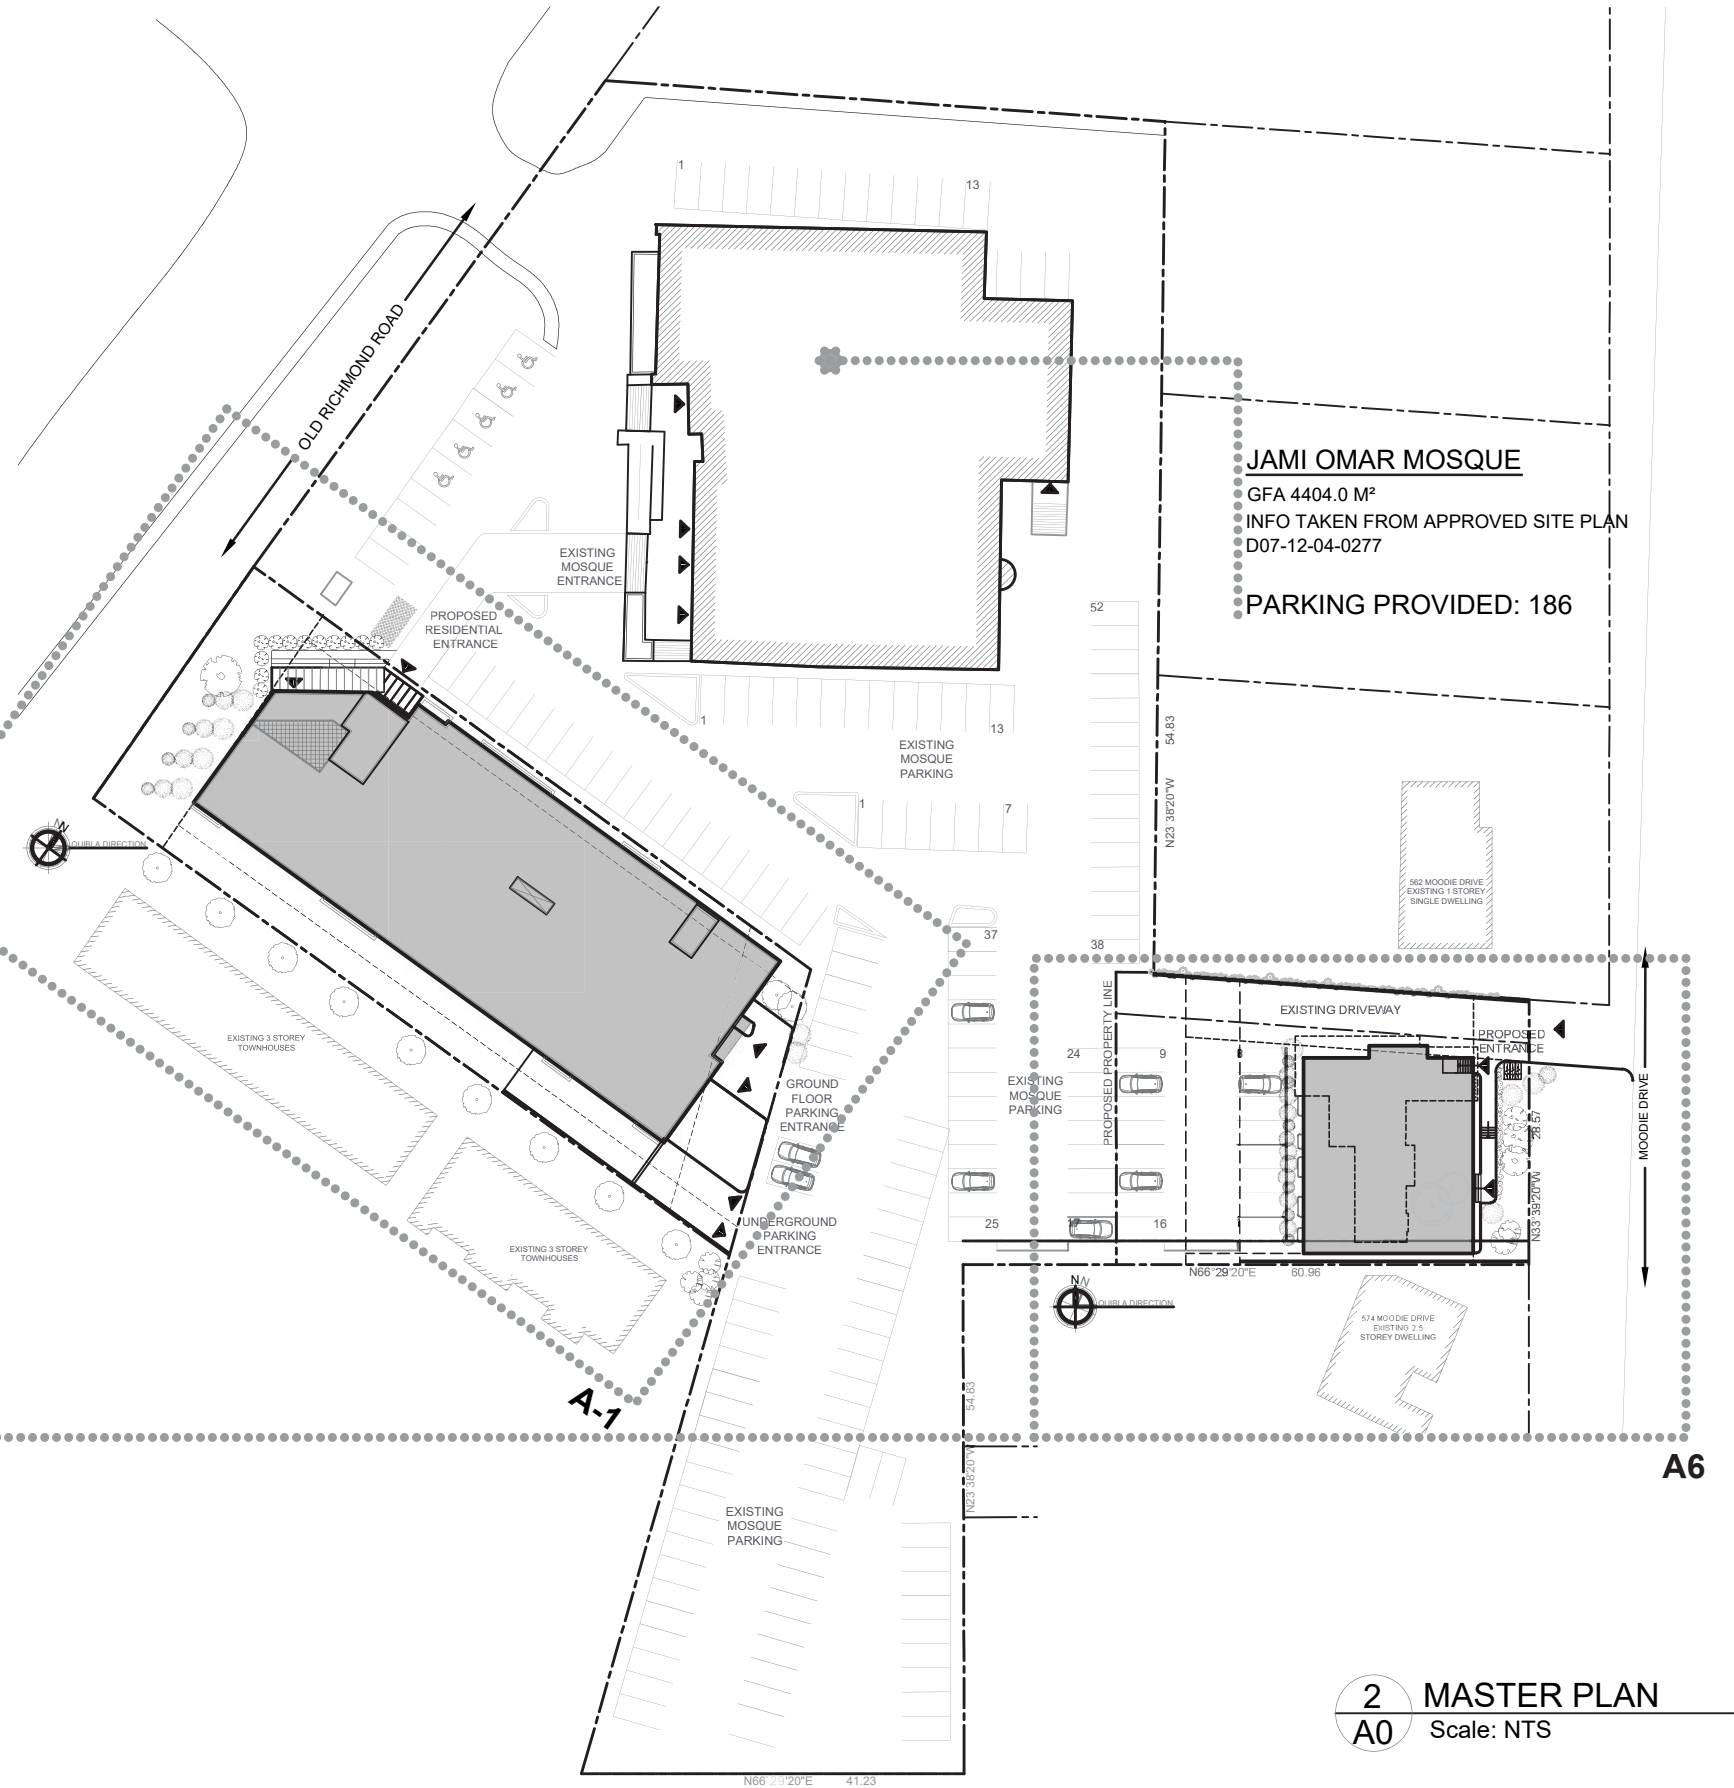 1
13
OLD RICHMOND ROAD
JAMI OMAR MOSQUE
GFA 4404.0 M²
INFO TAKEN FROM APPROVED SITE PLAN
D07-12-04-0277
PARKING PROVIDED: 186
EXISTING
MOSQUE
ENTRANCE
PROPOSED
RESIDENTIAL
ENTRANCE
52
1
13
EXISTING
MOSQUE
PARKING
1
7
N23°38'20"W 54.83
N
QUIBLA DIRECTION
562 MOODIE DRIVE
EXISTING 1 STOREY
SINGLE DWELLING
37
38
PROPOSED PROPERTY LINE
EXISTING DRIVEWAY
PROPOSED
ENTRANCE
EXISTING 3 STOREY
TOWNHOUSES
24
9
8
EXISTING
MOSQUE
PARKING
GROUND
FLOOR
PARKING
ENTRANCE
MOODIE DRIVE
N33°39'20"W 28.57
25
17
16
1
UNDERGROUND
PARKING
ENTRANCE
EXISTING 3 STOREY
TOWNHOUSES
N66°29'20"E 60.96
N
QUIBLA DIRECTION
574 MOODIE DRIVE
EXISTING 2.5
STOREY DWELLING
A-1
N23°38'20"W 54.83
A6
EXISTING
MOSQUE
PARKING
2
A0
MASTER PLAN
Scale: NTS
N66°29'20"E 41.23